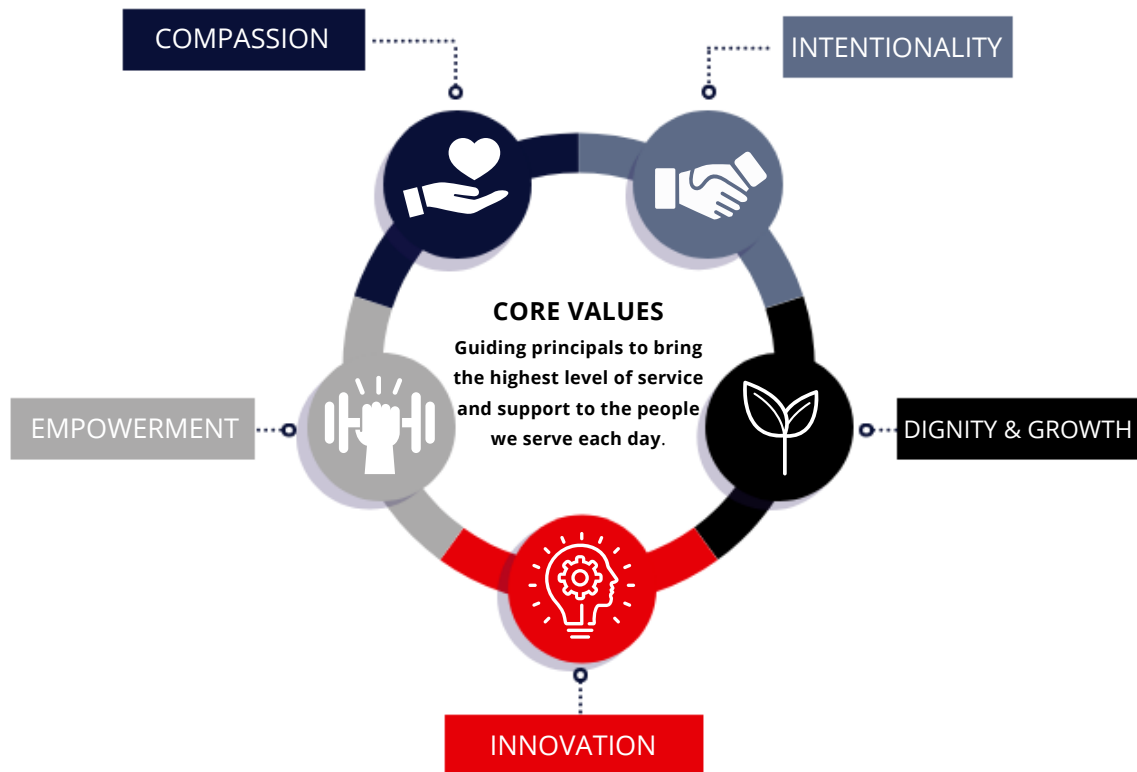 COMPASSION
INTENTIONALITY
CORE VALUES
Guiding principals to bring
the highest level of service
and support to the people
we serve each day.
EMPOWERMENT
DIGNITY & GROWTH
INNOVATION